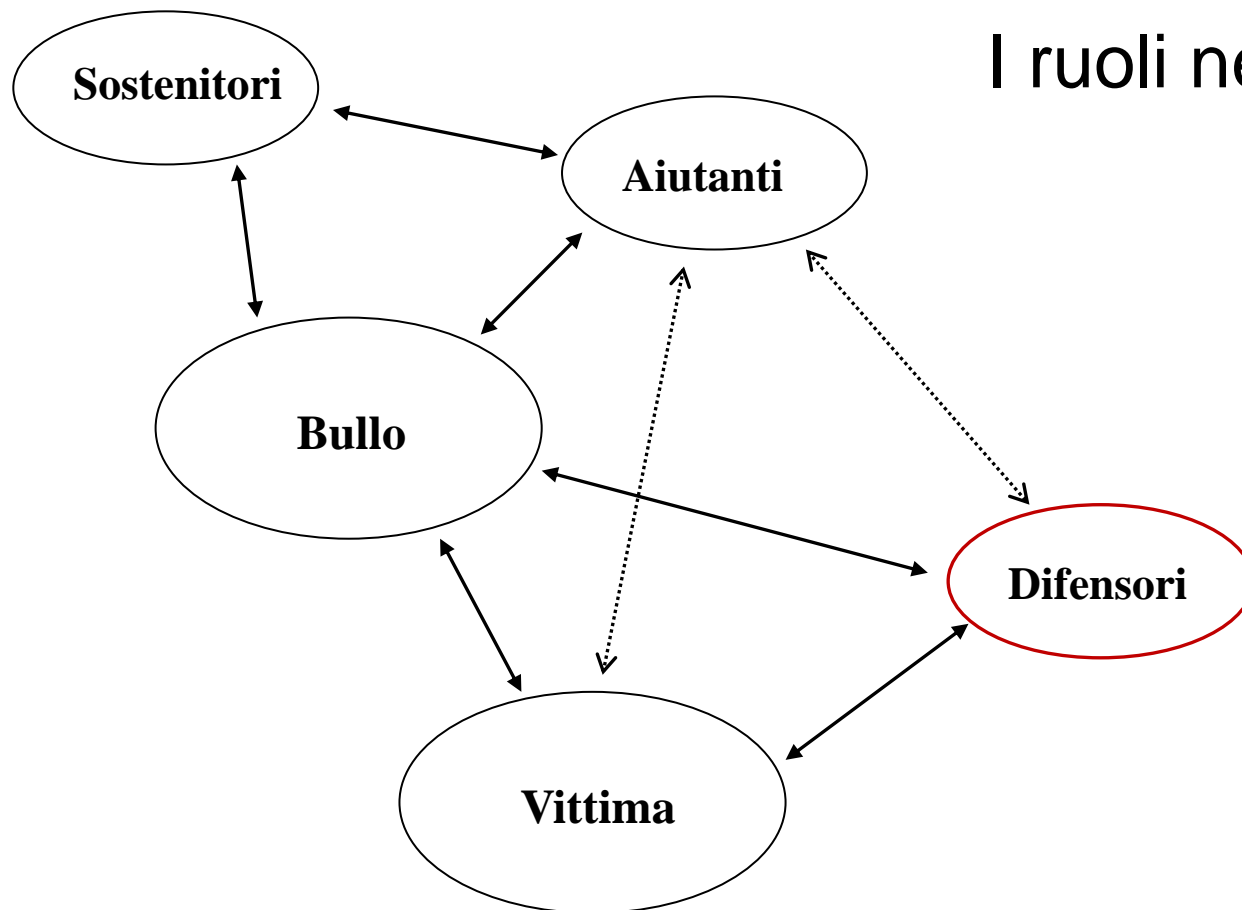 I ruoli ne
Sostenitori
Aiutanti
Bullo
Difensori
Vittima